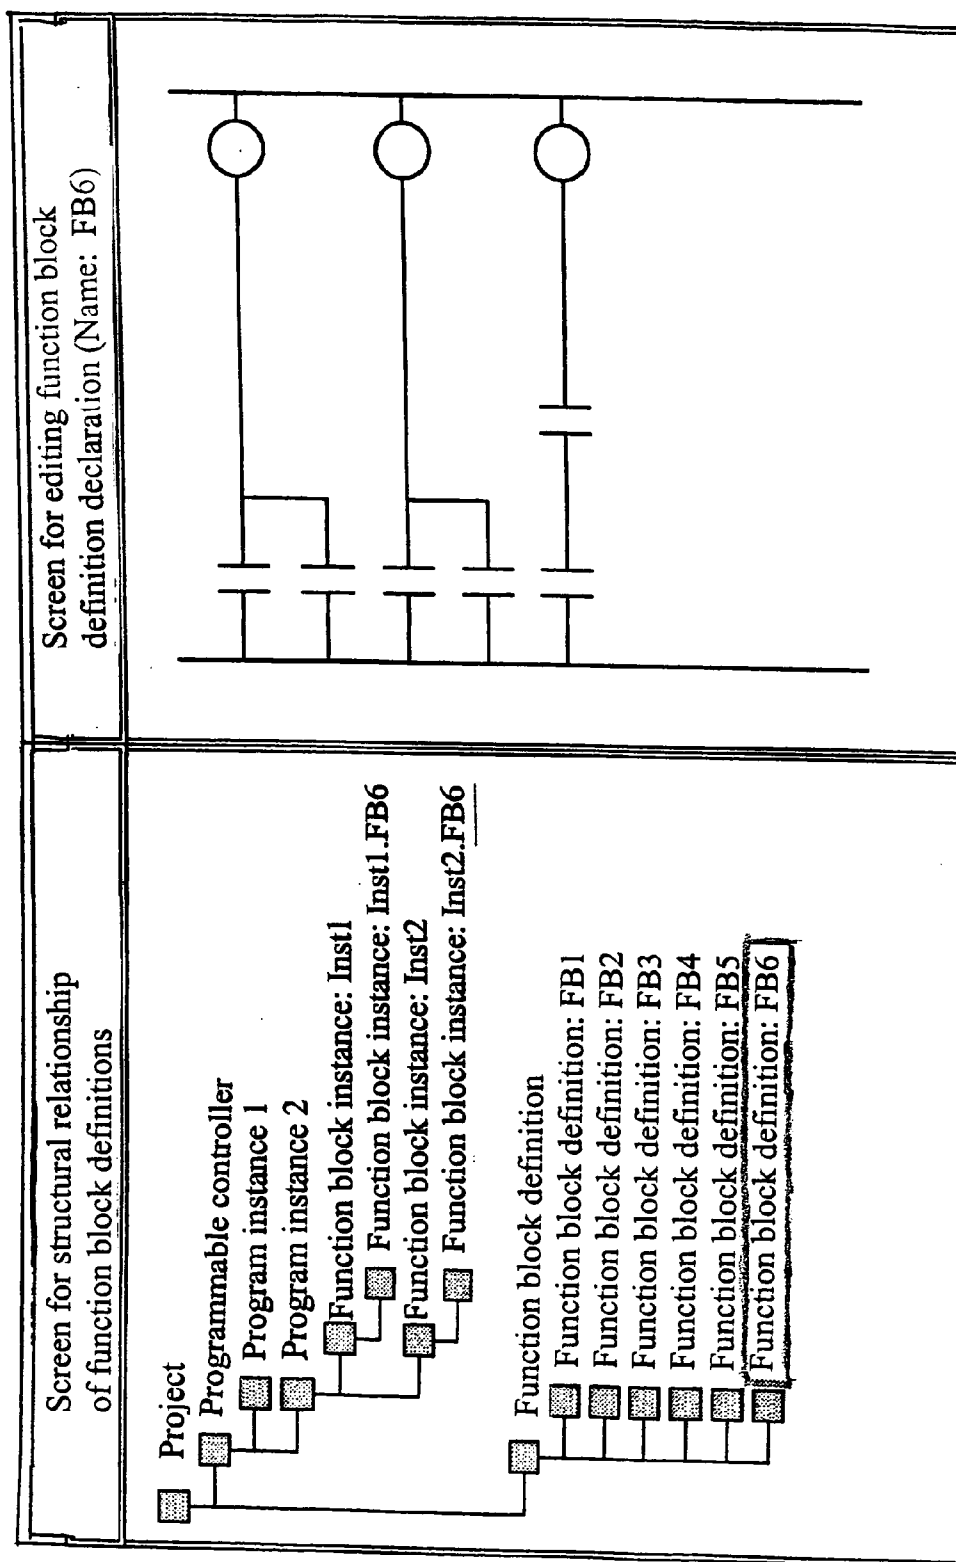 Screen for structural relationship
of function block definitions
Project
Programmable controller
Program instance 1
Program instance 2
Function block instance: Inst1
Function block instance: Inst1.FB6
Function block instance: Inst2
Function block instance: Inst2.FB6
Function block definition
Function block definition: FB1
Function block definition: FB2
Function block definition: FB3
Function block definition: FB4
Function block definition: FB5
Function block definition: FB6
Screen for editing function block
definition declaration (Name: FB6)